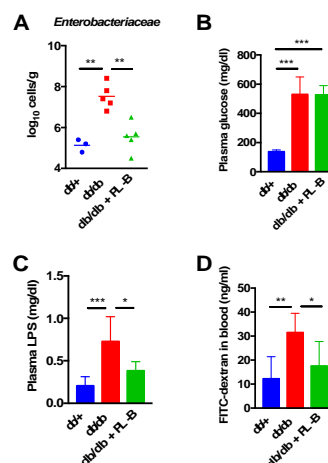 A
Enterobacteriaceae
**
**
log10 cells/g
10
8
6
4
db/+
db/db
db/db + FL-B
B
***
***
Plasma glucose (mg/dl)
800
600
400
200
0
db/+
db/db
db/db + FL-B
C
***
*
Plasma LPS (mg/dl)
1.5
1.0
0.5
0.0
db/+
db/db
db/db + FL-B
D
**
*
FITC-dextran in blood (ng/ml)
50
40
30
20
10
0
db/+
db/db
db/db + FL-B